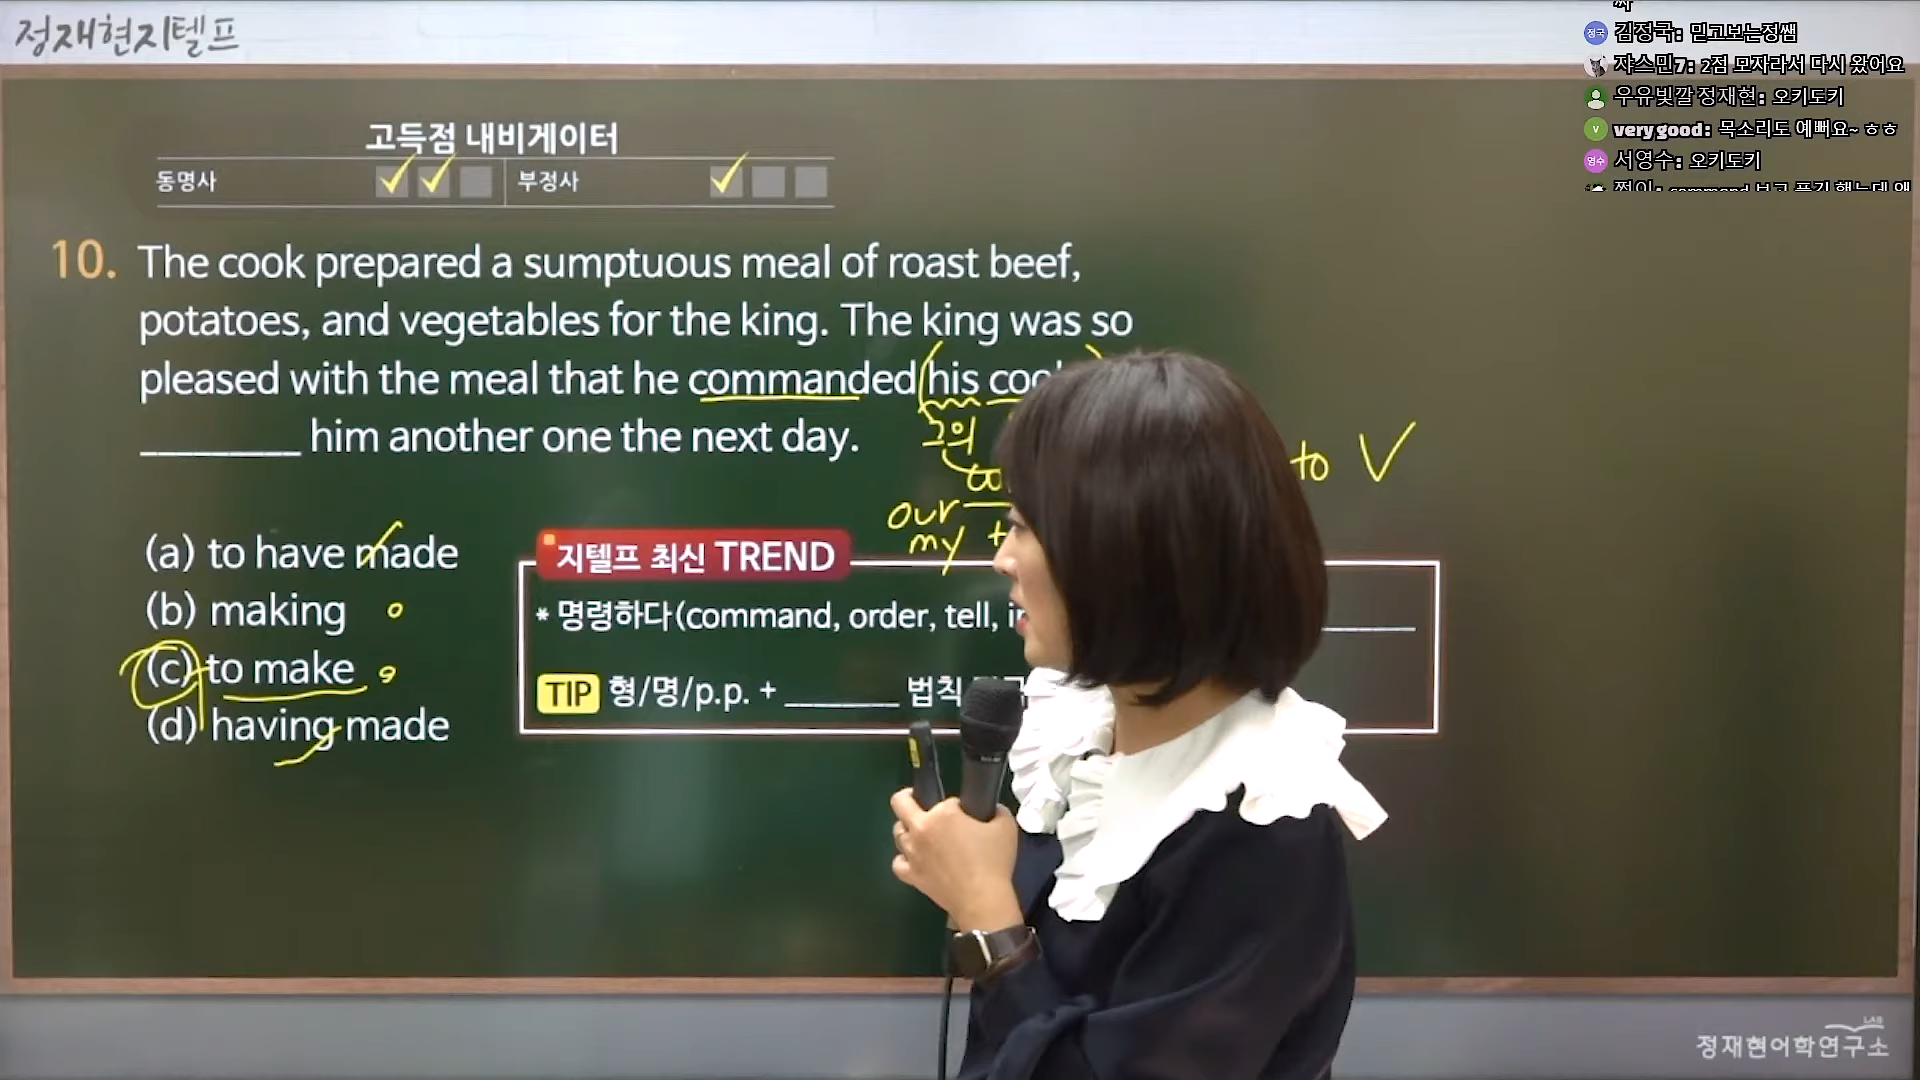 정재현지텔프
김정국: 믿고보는정쌤
쟈스민7: 2점 모자라서 다시 왔어요
우유빛깔정재현: 오키도키
very good: 목소리도 예뻐요~ ㅎㅎ
서영수: 오키도키
고득점 내비게이터
동명사 부정사
10. The cook prepared a sumptuous meal of roast beef,
potatoes, and vegetables for the king. The king was so
pleased with the meal that he commanded his
________ him another one the next day.
그의
to V
our
my
(a) to have made
(b) making
(c) to make
(d) having made
지텔프 최신 TREND
* 명령하다(command, order, tell,
TIP 형/명/p.p. + ________ 법칙
LAB
정재현어학연구소